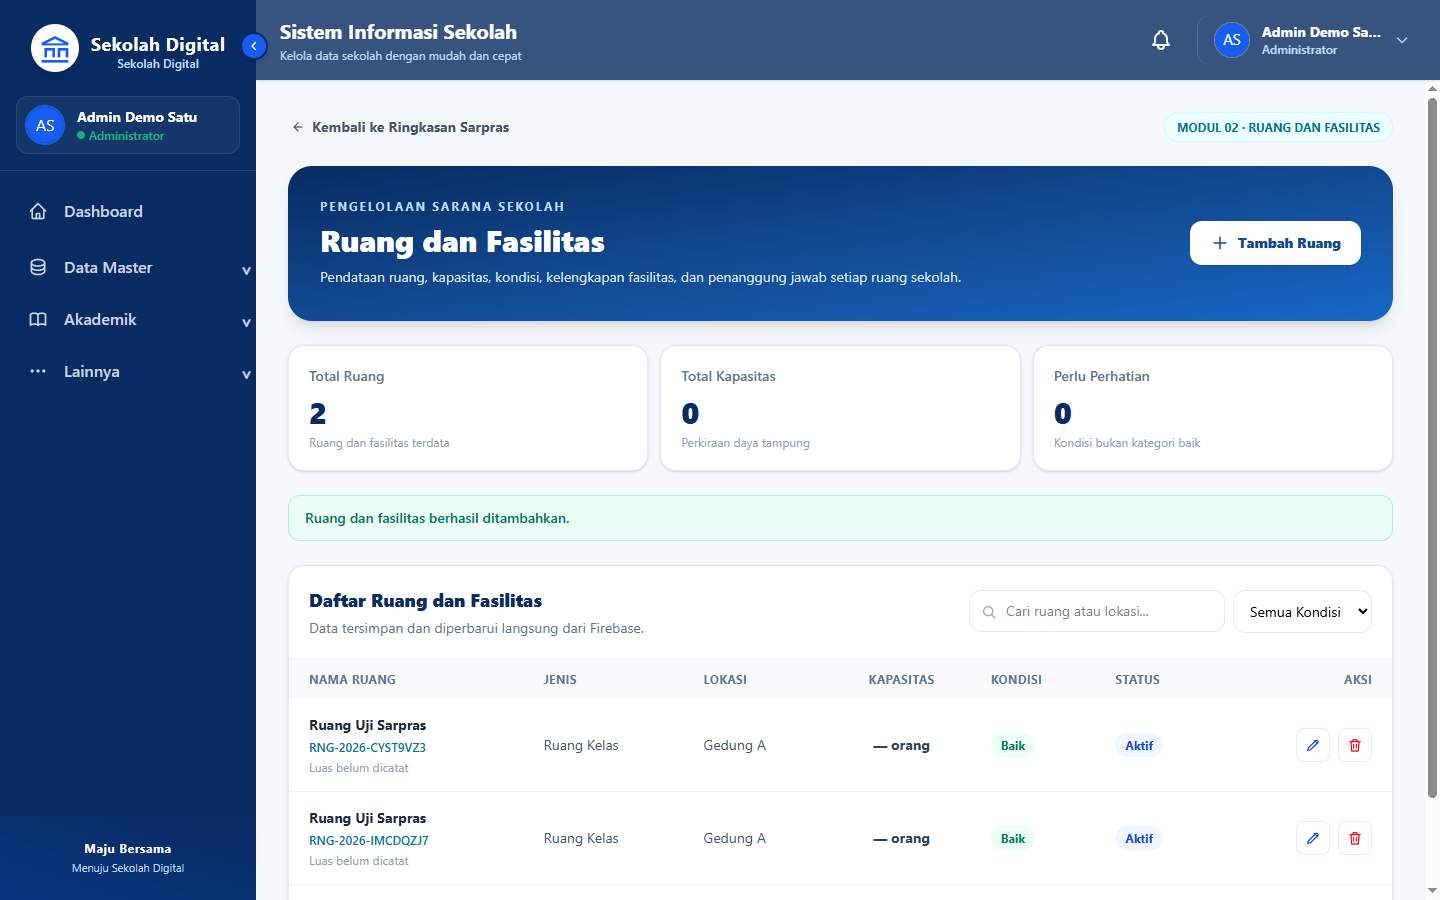 Sekolah Digital
Sekolah Digital
AS
Admin Demo Satu
Administrator
Dashboard
Data Master
Akademik
Lainnya
Maju Bersama
Menuju Sekolah Digital
Sistem Informasi Sekolah
Kelola data sekolah dengan mudah dan cepat
AS
Admin Demo Sa...
Administrator
Kembali ke Ringkasan Sarpras
MODUL 02 · RUANG DAN FASILITAS
PENGELOLAAN SARANA SEKOLAH
Ruang dan Fasilitas
Pendataan ruang, kapasitas, kondisi, kelengkapan fasilitas, dan penanggung jawab setiap ruang sekolah.
Tambah Ruang
Total Ruang
2
Ruang dan fasilitas terdata
Total Kapasitas
0
Perkiraan daya tampung
Perlu Perhatian
0
Kondisi bukan kategori baik
Ruang dan fasilitas berhasil ditambahkan.
Daftar Ruang dan Fasilitas
Data tersimpan dan diperbarui langsung dari Firebase.
Cari ruang atau lokasi...
Semua Kondisi
NAMA RUANG JENIS LOKASI KAPASITAS KONDISI STATUS AKSI
Ruang Uji Sarpras
RNG-2026-CYST9VZ3
Luas belum dicatat
Ruang Kelas Gedung A — orang Baik Aktif
Ruang Uji Sarpras
RNG-2026-IMCDQZJ7
Luas belum dicatat
Ruang Kelas Gedung A — orang Baik Aktif